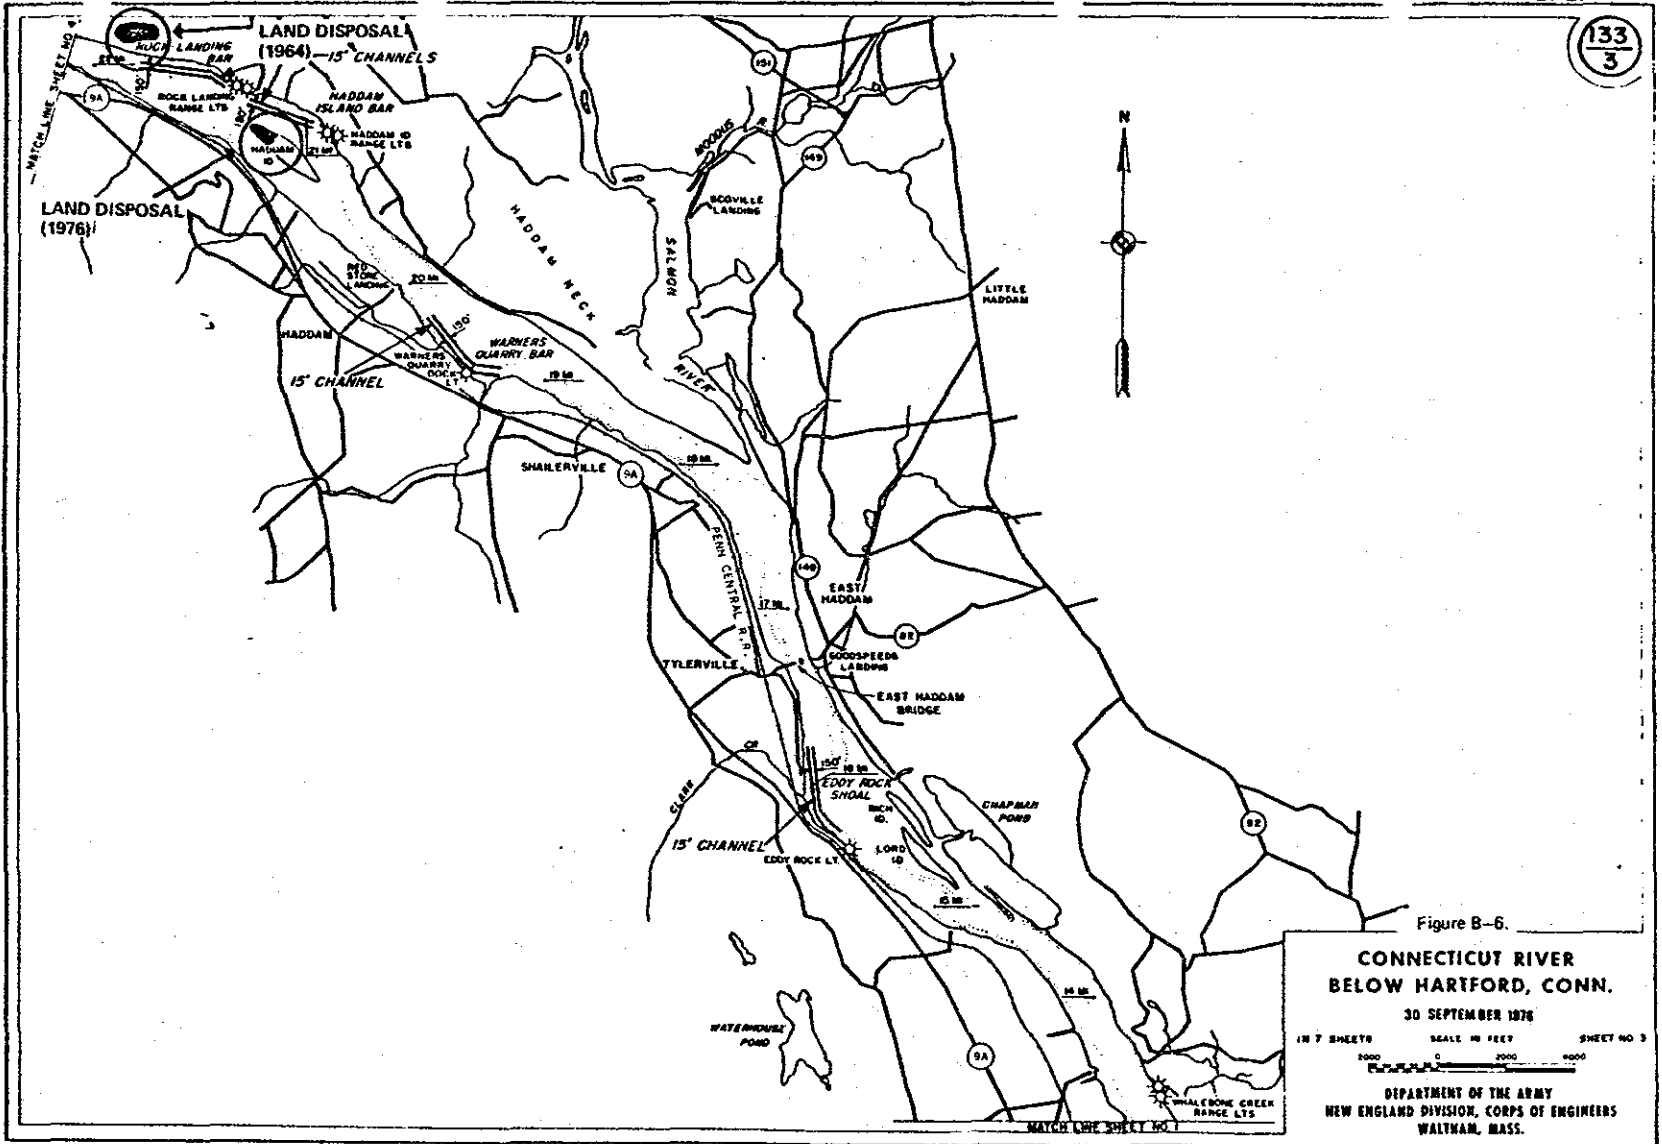 133
3
LAND DISPOSAL
(1964)
15' CHANNELS
ROCK LANDING
BAR
MATCH LINE SHEET NO
9A
150'
ROCK LANDING
RANGE LTS
HADDAM
ISLAND BAR
HADDAM ID
RANGE LTS
HADDAM
ID
21 MI
LAND DISPOSAL
(1976)
151
149
MOODUS
R
SCOVILLE
LANDING
N
HADDAM NECK
SALMON
RIVER
LITTLE
HADDAM
RED
STORE
LANDING
20 MI
HADDAM
150'
WARNERS
QUARRY BAR
WARNERS
QUARRY
DOCK
LT
15' CHANNEL
19 MI
SHAILERVILLE
9A
18 MI
PENN CENTRAL R.R.
149
EAST
HADDAM
17 MI
82
GOODSPEEDS
LANDING
TYLERVILLE
EAST HADDAM
BRIDGE
CLARK
CR
150'
16 MI
EDDY ROCK
SHOAL
RICH
ID.
CHAPMAN
POND
82
15' CHANNEL
EDDY ROCK LT.
LORD
ID
15 MI
14 MI
WATERHOUSE
POND
9A
WHALEBONE CREEK
RANGE LTS
MATCH LINE SHEET NO
Figure B-6.
CONNECTICUT RIVER
BELOW HARTFORD, CONN.
30 SEPTEMBER 1976
IN 7 SHEETS SCALE IN FEET SHEET NO 3
2000 0 2000 4000
DEPARTMENT OF THE ARMY
NEW ENGLAND DIVISION, CORPS OF ENGINEERS
WALTHAM, MASS.